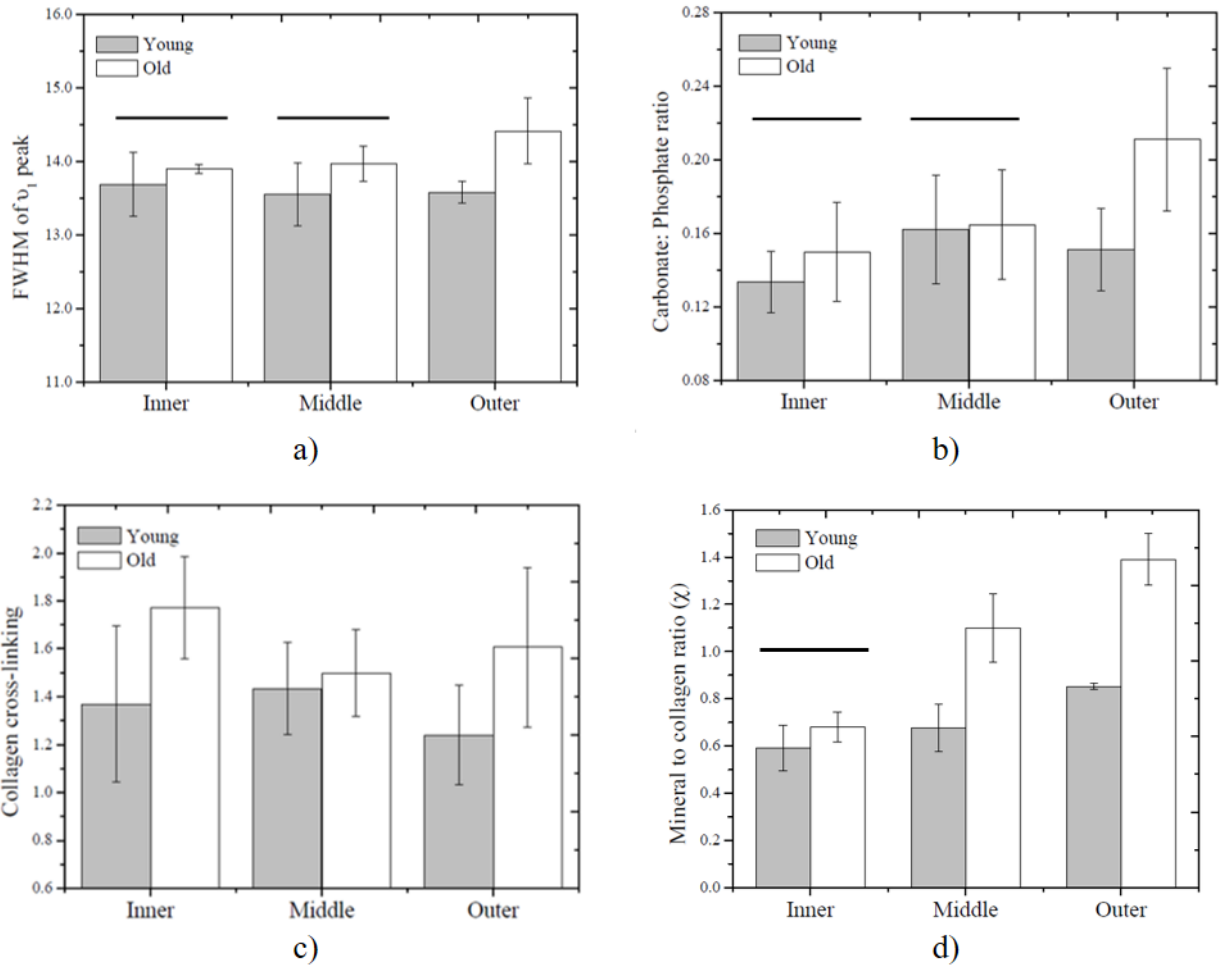 16.0
15.0
14.0
13.0
12.0
11.0
FWHM of υ₁ peak
Young
Old
Inner Middle Outer
a)
0.28
0.24
0.20
0.16
0.12
0.08
Carbonate: Phosphate ratio
Young
Old
Inner Middle Outer
b)
2.2
2.0
1.8
1.6
1.4
1.2
1.0
0.8
0.6
Collagen cross-linking
Young
Old
Inner Middle Outer
c)
1.6
1.4
1.2
1.0
0.8
0.6
0.4
0.2
0.0
Mineral to collagen ratio (χ)
Young
Old
Inner Middle Outer
d)